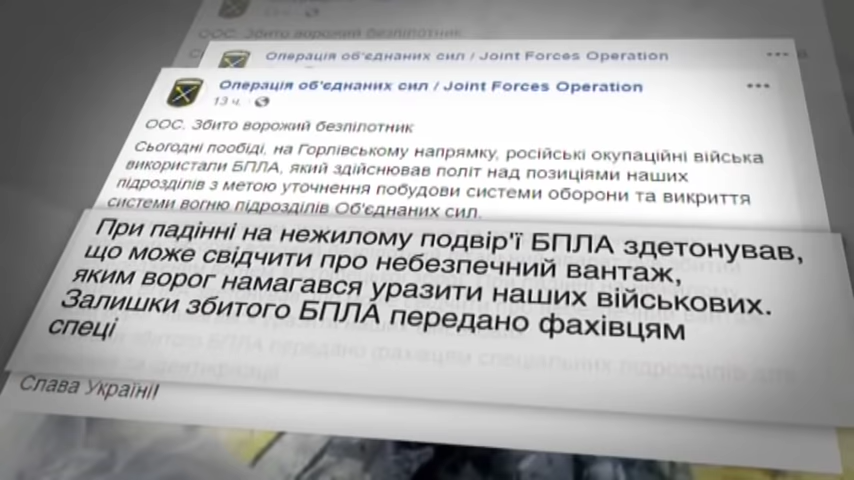 ООС. Збито ворожий безпілотник
Операція об'єднаних сил / Joint Forces Operation
Операція об'єднаних сил / Joint Forces Operation
13 ч.
ООС. Збито ворожий безпілотник
Сьогодні пообіді, на Горлівському напрямку, російські окупаційні війська
використали БПЛА, який здійснював політ над позиціями наших
підрозділів з метою уточнення побудови системи оборони та викриття
системи вогню підрозділів Об'єднаних сил.
При падінні на нежилому подвір'ї БПЛА здетонував,
що може свідчити про небезпечний вантаж,
яким ворог намагався уразити наших військових.
Залишки збитого БПЛА передано фахівцям
спеці
Слава Україні!